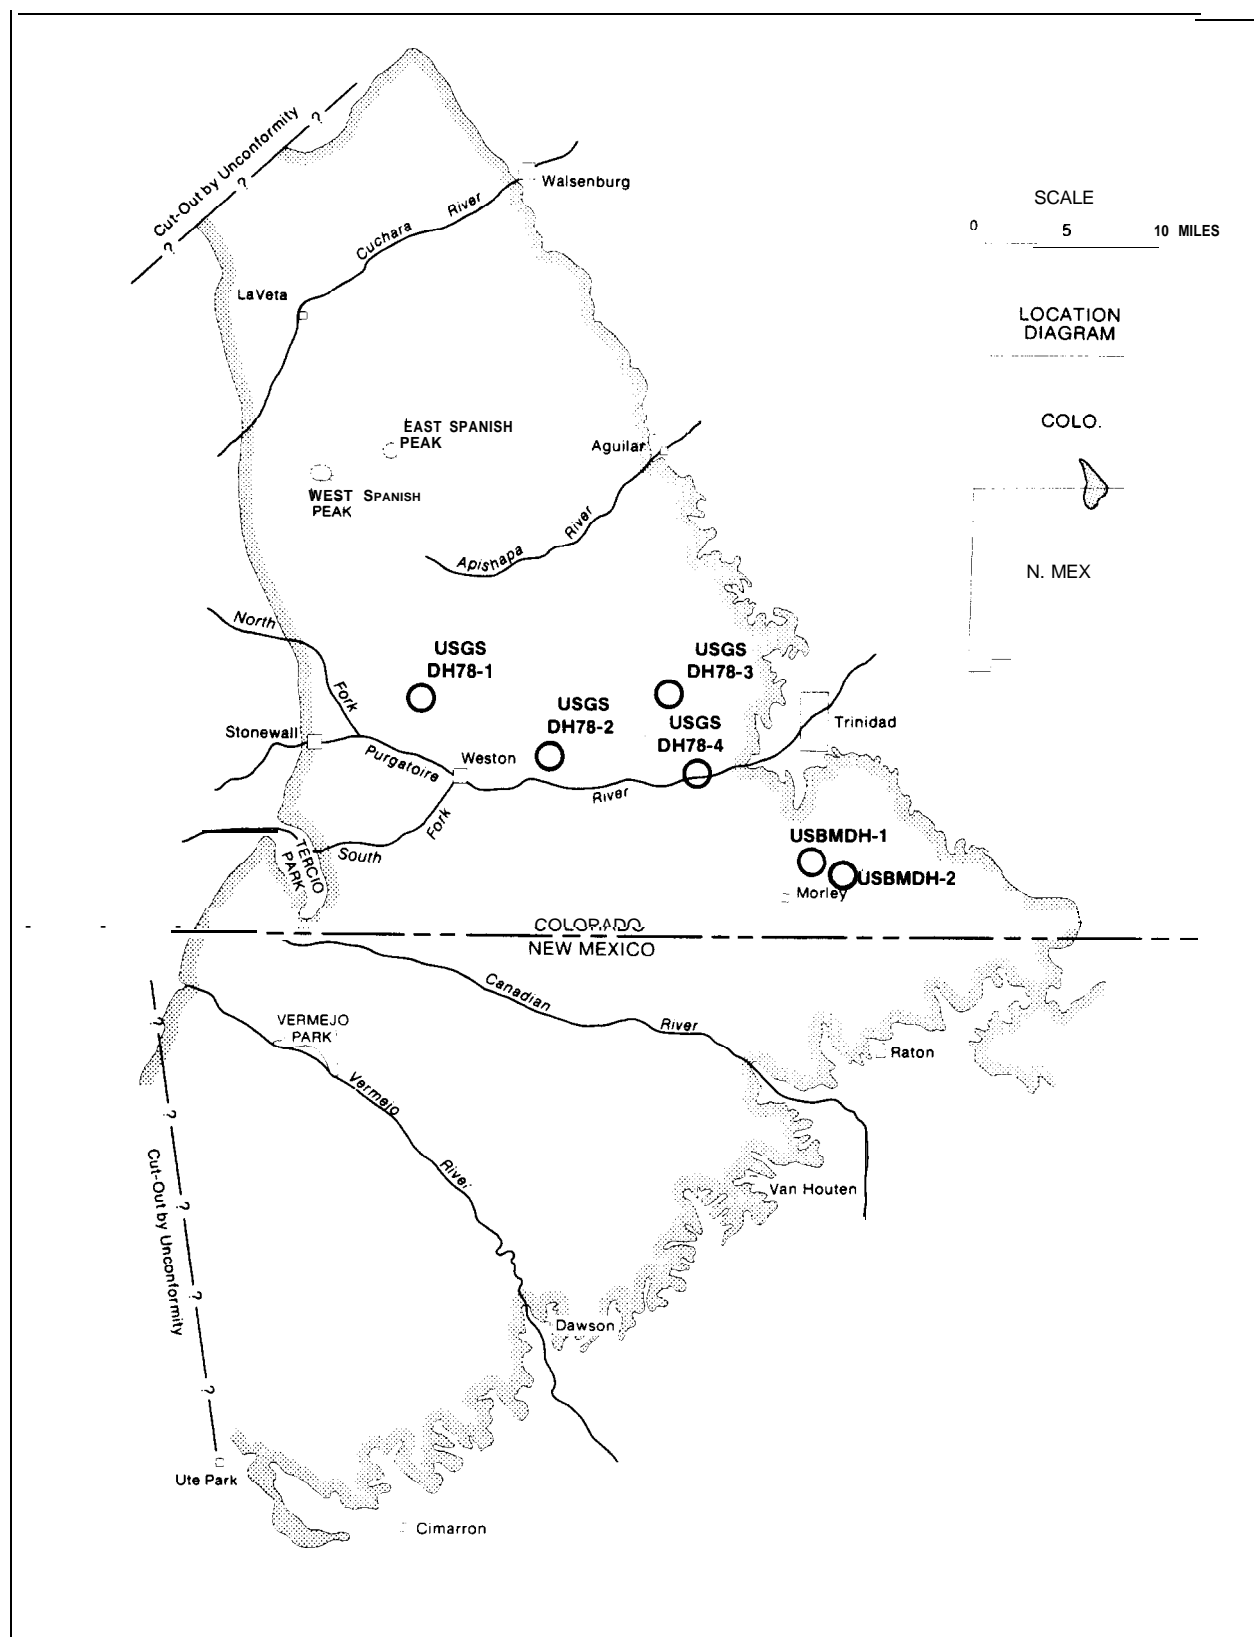 Cut-Out by Unconformity
?
?
?
Walsenburg
Cuchara River
SCALE
0 5 10 MILES
La Veta
LOCATION
DIAGRAM
EAST SPANISH
PEAK
COLO.
Aguilar
WEST SPANISH
PEAK
Apishapa River
N. MEX
North Fork
USGS
DH78-1
USGS
DH78-3
USGS
DH78-2
USGS
DH78-4
Trinidad
Stonewall
Purgatoire River
Weston
South Fork
TERCIO
PARK
USBMDH-1
USBMDH-2
Morley
COLORADO
NEW MEXICO
Canadian River
VERMEJO
PARK
Raton
?
Vermejo River
?
Cut-Out by Unconformity
Van Houten
?
?
Dawson
?
Ute Park
Cimarron